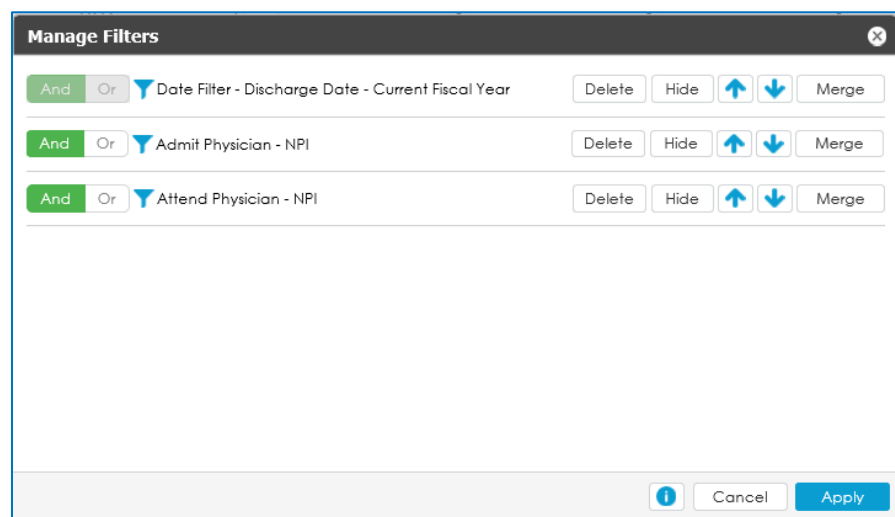 Manage Filters
And Or Date Filter - Discharge Date - Current Fiscal Year Delete Hide Merge
And Or Admit Physician - NPI Delete Hide Merge
And Or Attend Physician - NPI Delete Hide Merge
i Cancel Apply